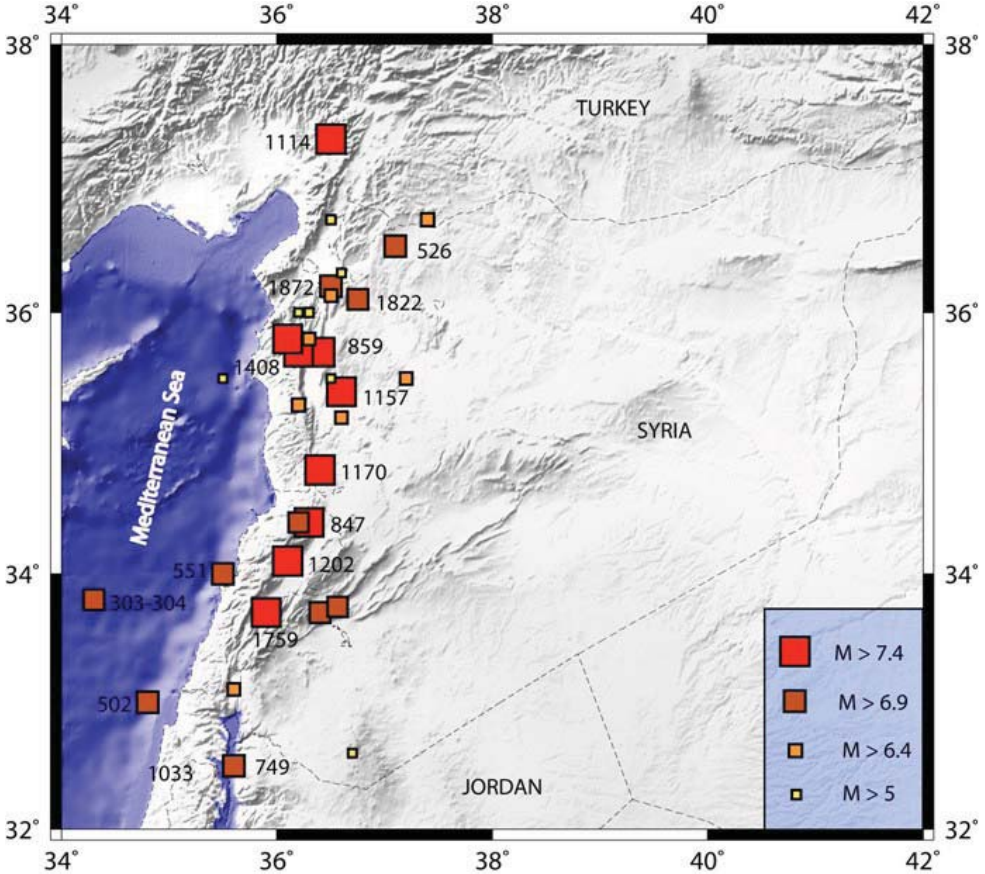 34° 36° 38° 40° 42°
38° 38°
TURKEY
1114
526
1872
1822
36° 36°
859
1408
1157
Mediterranean Sea
SYRIA
1170
847
1202
551
34° 34°
303-304
1759
M > 7.4
502
M > 6.9
749
1033
M > 6.4
JORDAN
M > 5
32° 32°
34° 36° 38° 40° 42°